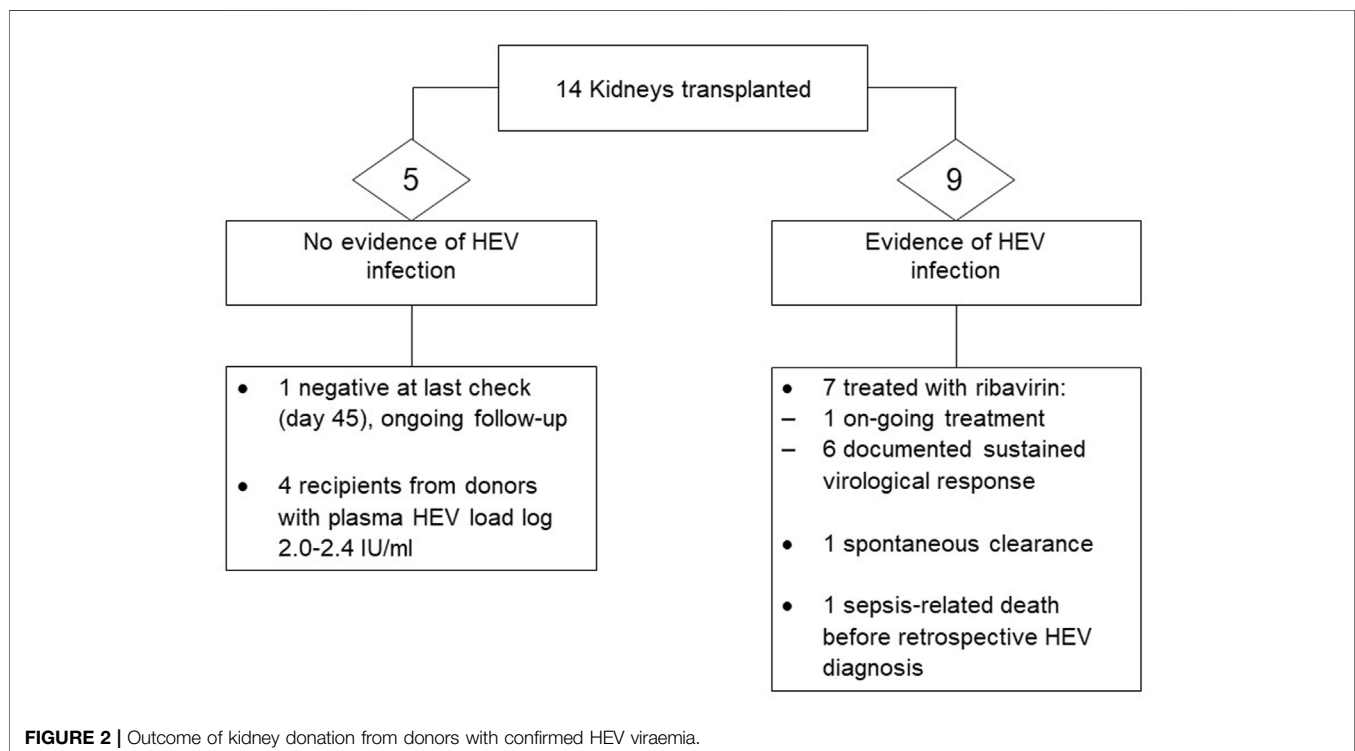 14 Kidneys transplanted
5
9
No evidence of HEV
infection
Evidence of HEV
infection
● 1 negative at last check
(day 45), ongoing follow-up
● 4 recipients from donors
with plasma HEV load log
2.0-2.4 IU/ml
● 7 treated with ribavirin:
– 1 on-going treatment
– 6 documented sustained
virological response
● 1 spontaneous clearance
● 1 sepsis-related death
before retrospective HEV
diagnosis
FIGURE 2 | Outcome of kidney donation from donors with confirmed HEV viraemia.